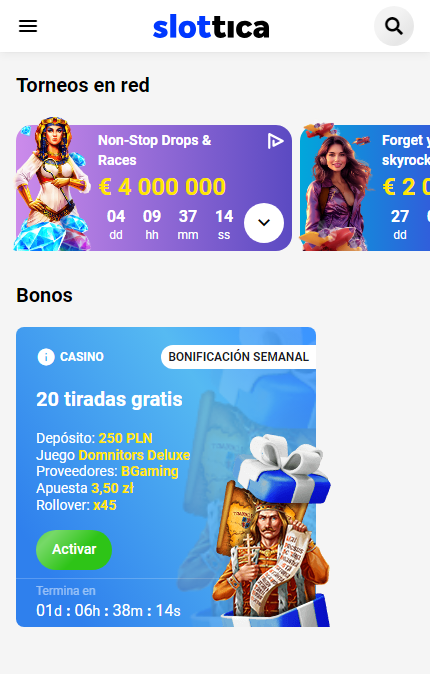 slottica
Torneos en red
Non-Stop Drops &
Races
€ 4 000 000
04 09 37 14
dd hh mm ss
Forget y
skyrock
€ 2 0
27
dd
Bonos
CASINO
BONIFICACIÓN SEMANAL
20 tiradas gratis
Depósito: 250 PLN
Juego Domnitors Deluxe
Proveedores: BGaming
Apuesta 3,50 zł
Rollover: x45
Activar
Termina en
01d : 06h : 38m : 14s